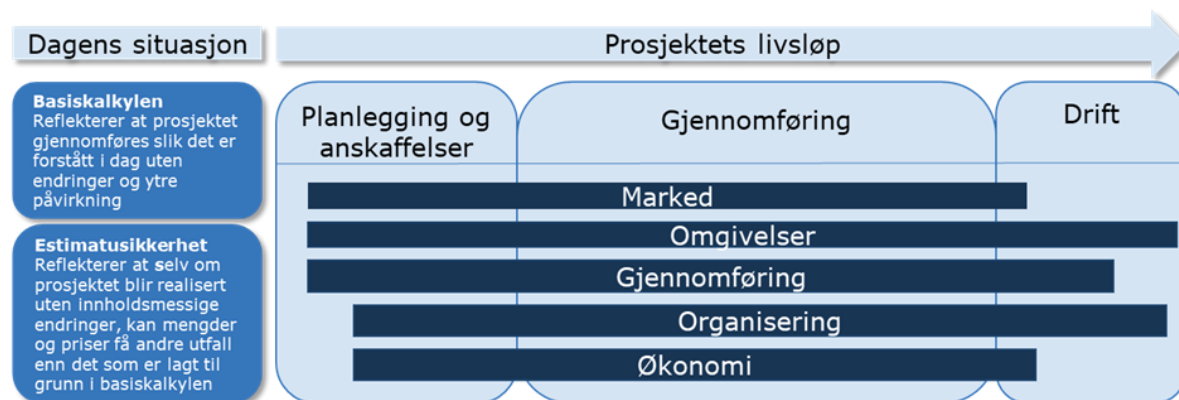 Dagens situasjon
Prosjektets livsløp
Basiskalkylen
Reflekterer at prosjektet
gjennomføres slik det er
forstått i dag uten
endringer og ytre
påvirkning
Estimatusikkerhet
Reflekterer at selv om
prosjektet blir realisert
uten innholdsmessige
endringer, kan mengder
og priser få andre utfall
enn det som er lagt til
grunn i basiskalkylen
Planlegging og
anskaffelser
Gjennomføring
Drift
Marked
Omgivelser
Gjennomføring
Organisering
Økonomi